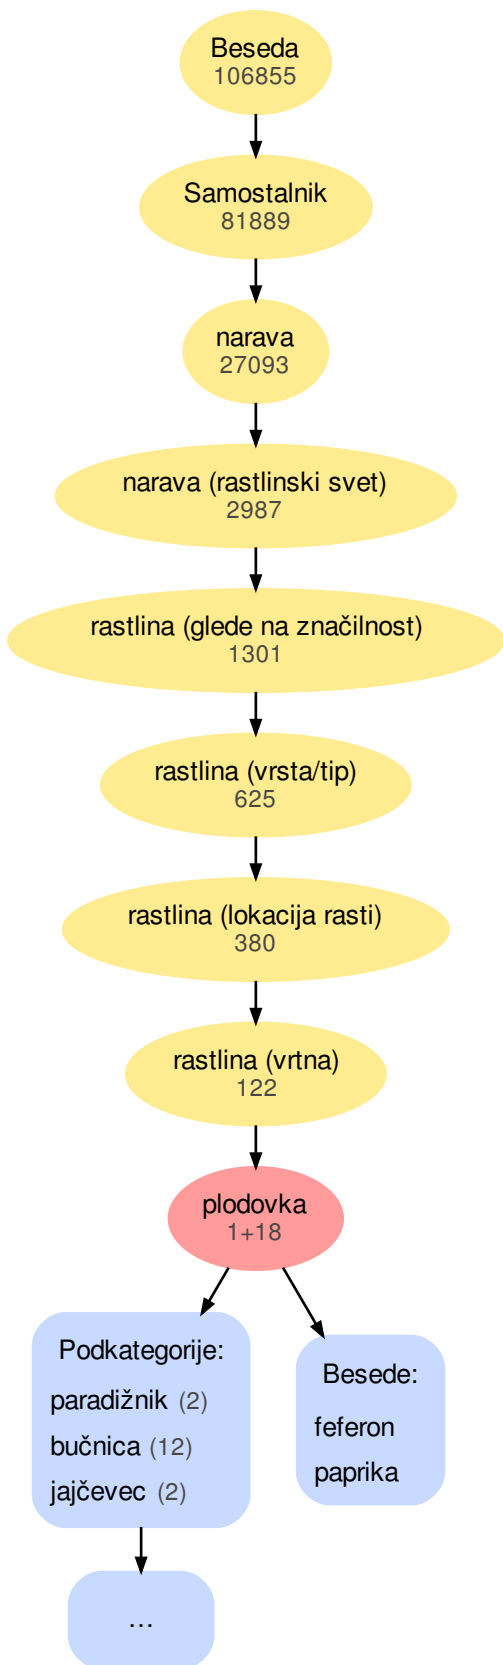 Beseda
106855
Samostalnik
81889
narava
27093
narava (rastlinski svet)
2987
rastlina (glede na značilnost)
1301
rastlina (vrsta/tip)
625
rastlina (lokacija rasti)
380
rastlina (vrtna)
122
plodovka
1+18
Podkategorije:
paradižnik (2)
bučnica (12)
jajčevec (2)
Besede:
feferon
paprika
...